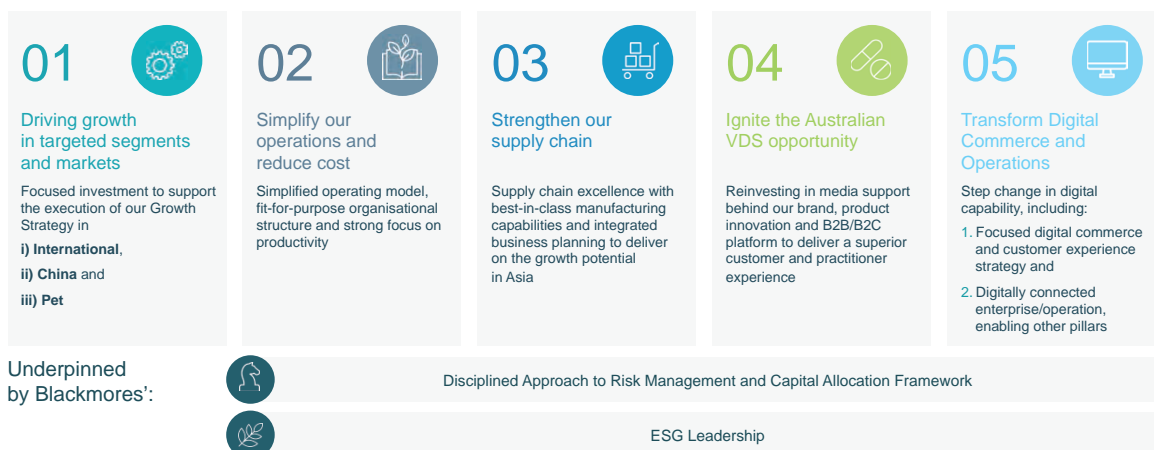 01
Driving growth
in targeted segments
and markets
Focused investment to support
the execution of our Growth
Strategy in
i) International,
ii) China and
iii) Pet
02
Simplify our
operations and
reduce cost
Simplified operating model,
fit-for-purpose organisational
structure and strong focus on
productivity
03
Strengthen our
supply chain
Supply chain excellence with
best-in-class manufacturing
capabilities and integrated
business planning to deliver
on the growth potential
in Asia
04
Ignite the Australian
VDS opportunity
Reinvesting in media support
behind our brand, product
innovation and B2B/B2C
platform to deliver a superior
customer and practitioner
experience
05
Transform Digital
Commerce and
Operations
Step change in digital
capability, including:
1. Focused digital commerce
and customer experience
strategy and
2. Digitally connected
enterprise/operation,
enabling other pillars
Underpinned
by Blackmores’:
Disciplined Approach to Risk Management and Capital Allocation Framework
ESG Leadership